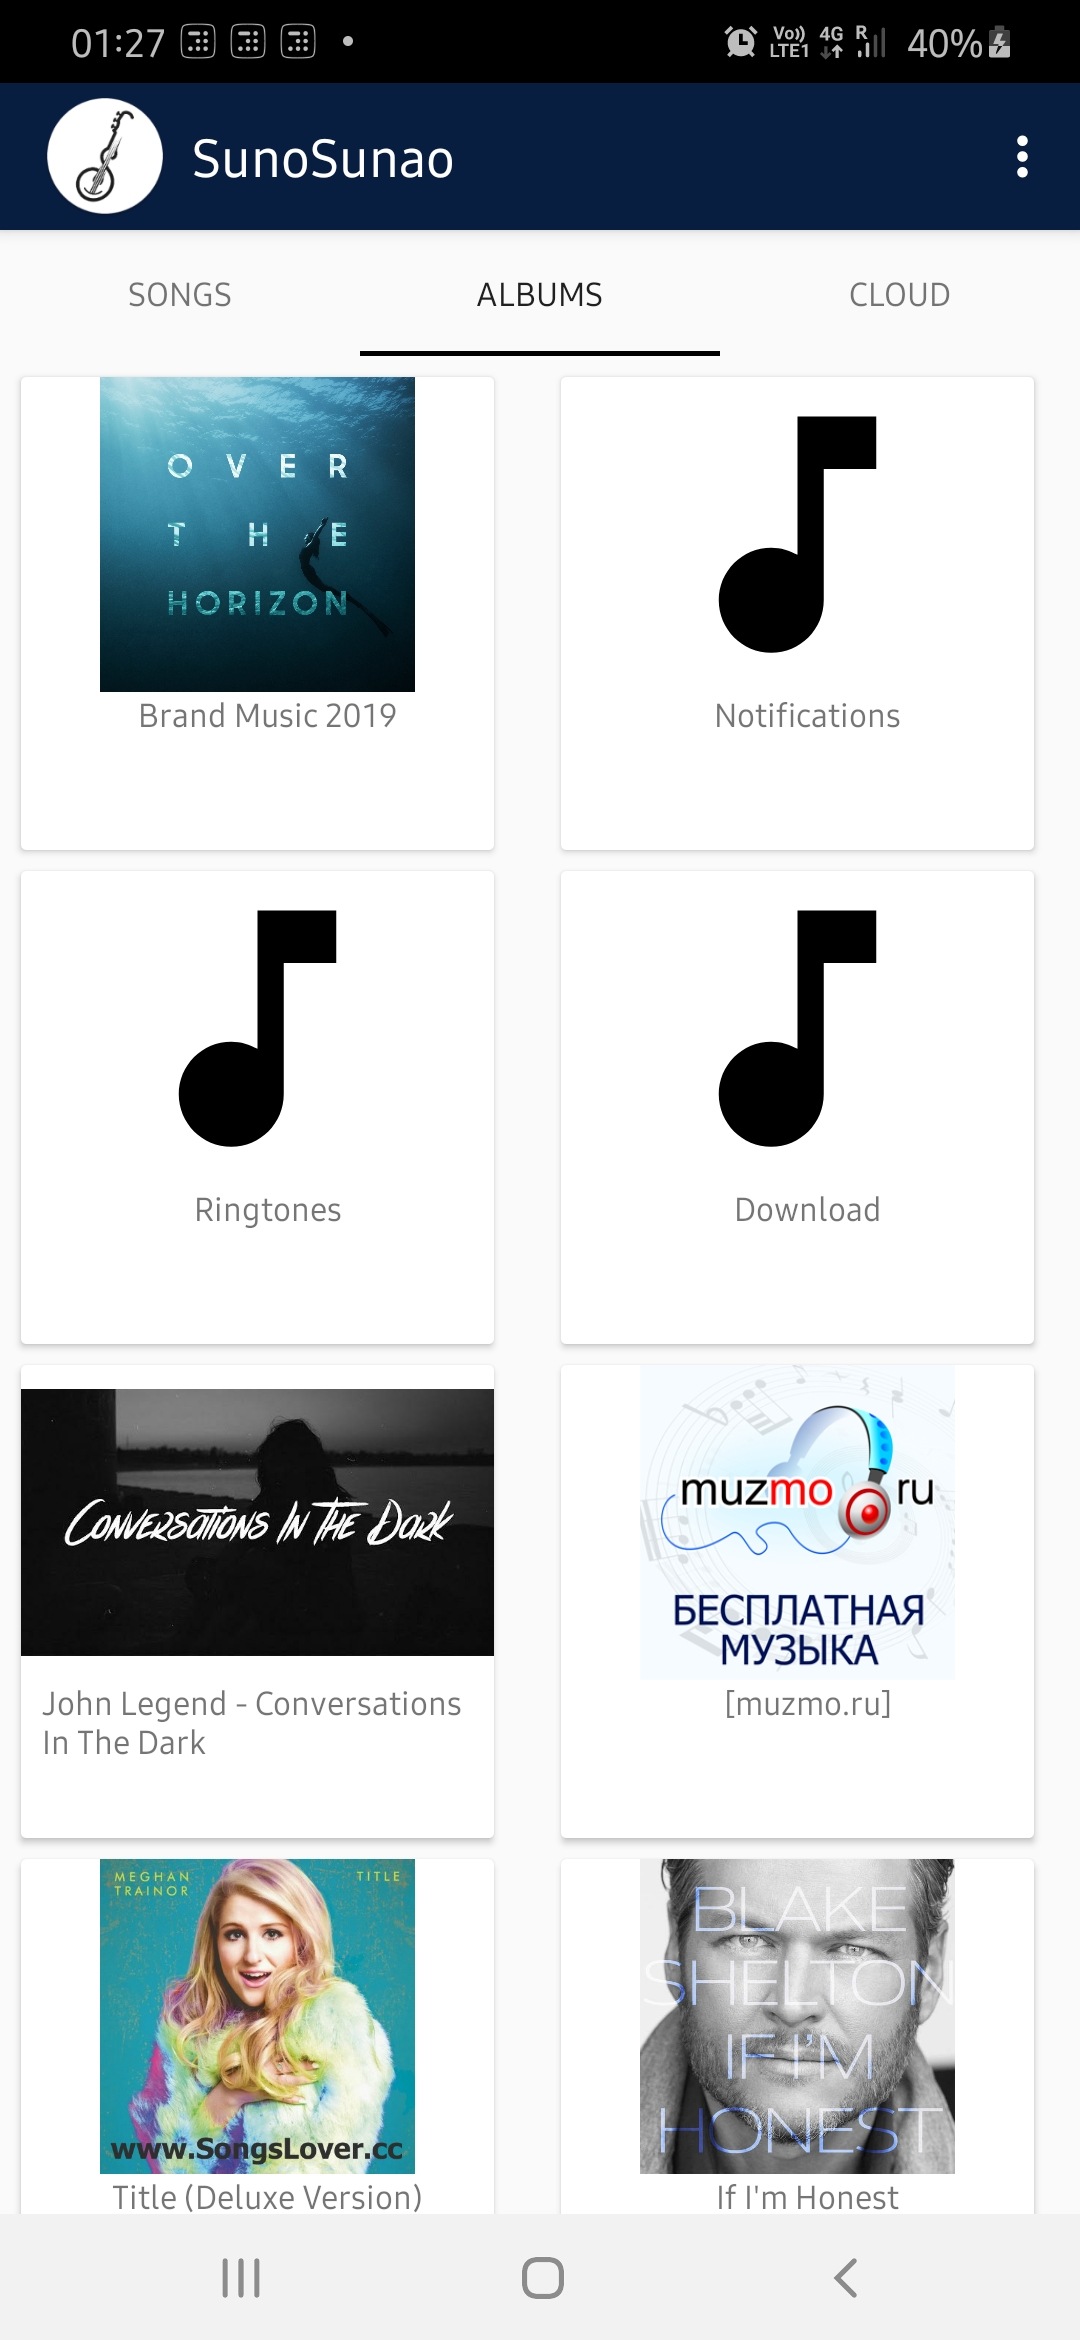 01:27
Vo)) LTE1 4G R 40%
SunoSunao
SONGS ALBUMS CLOUD
OVER
THE
HORIZON
Brand Music 2019
Notifications
Ringtones
Download
CONVERSATIONS IN THE DARK
John Legend - Conversations
In The Dark
muzmo ru
БЕСПЛАТНАЯ
МУЗЫКА
[muzmo.ru]
MEGHAN
TRAINOR
TITLE
www.SongsLover.cc
Title (Deluxe Version)
BLAKE
SHELTON
IF I'M
HONEST
If I'm Honest